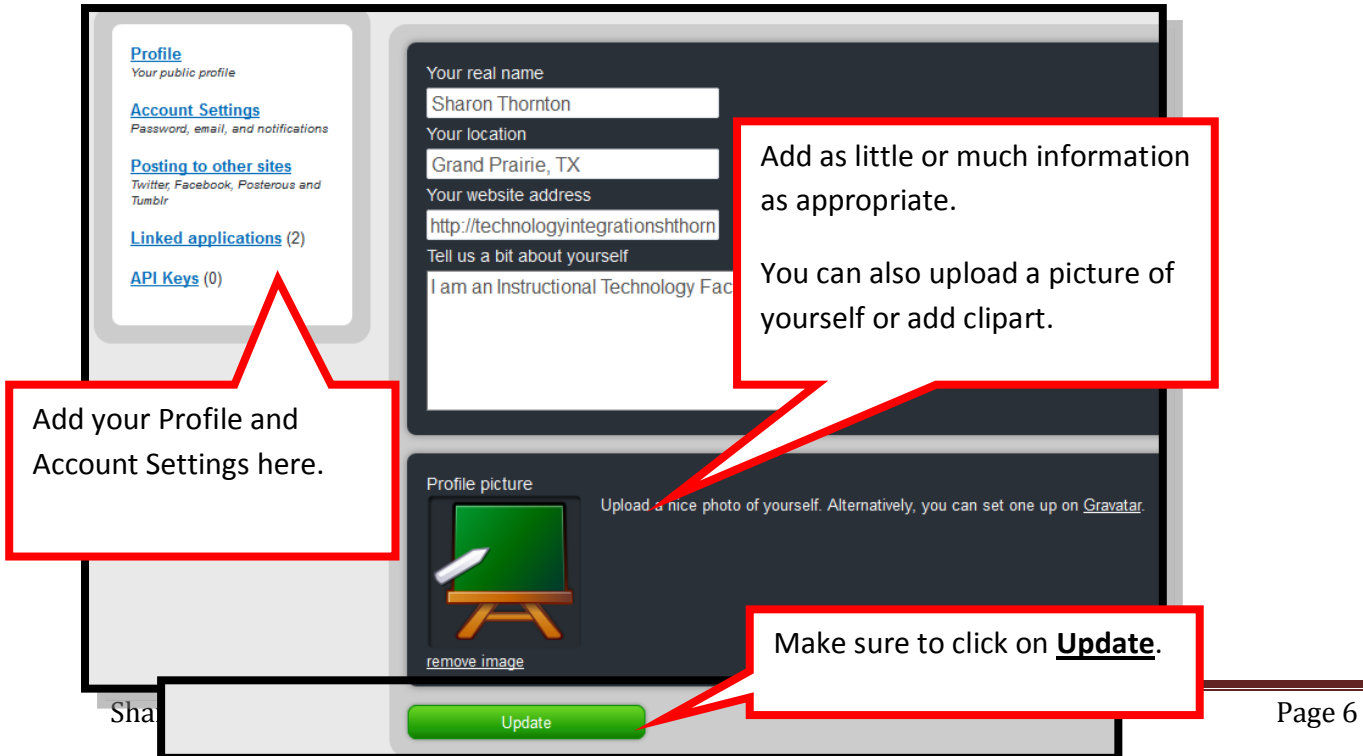 Profile
Your public profile
Account Settings
Password, email, and notifications
Posting to other sites
Twitter, Facebook, Posterous and
Tumblr
Linked applications (2)
API Keys (0)
Your real name
Sharon Thornton
Your location
Grand Prairie, TX
Your website address
http://technologyintegrationshthorn
Tell us a bit about yourself
I am an Instructional Technology Fac
Add as little or much information
as appropriate.
You can also upload a picture of
yourself or add clipart.
Add your Profile and
Account Settings here.
Profile picture
Upload a nice photo of yourself. Alternatively, you can set one up on Gravatar.
remove image
Make sure to click on Update.
Update
Sha
Page 6